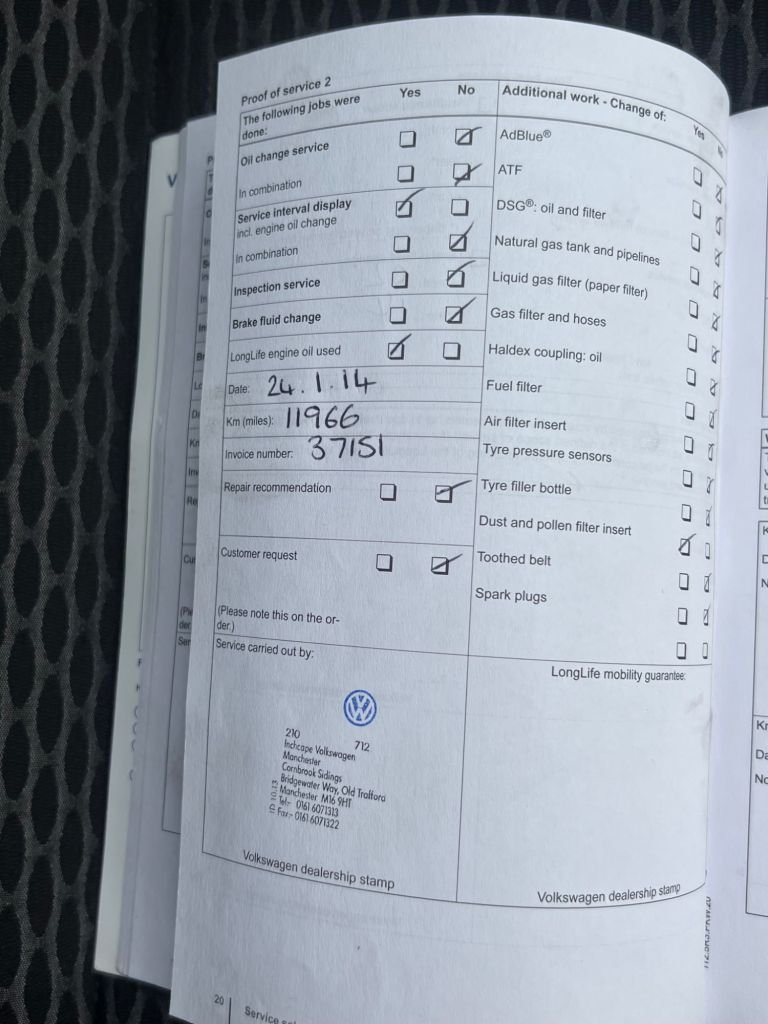 Proof of service 2
The following jobs were done:
Yes
No
Oil change service
In combination
Service interval display
incl. engine oil change
In combination
Inspection service
Brake fluid change
LongLife engine oil used
Date: 24.1.14
Km (miles): 11966
Invoice number: 37151
Repair recommendation
Customer request
(Please note this on the or-
der.)
Service carried out by:
210 712
Inchcape Volkswagen
Manchester
Cornbrook Sidings
Bridgewater Way, Old Trafford
Manchester M16 9HT
Tel:- 0161 6071313
Fax:- 0161 6071322
Volkswagen dealership stamp
Additional work - Change of:
Yes
AdBlue®
ATF
DSG®: oil and filter
Natural gas tank and pipelines
Liquid gas filter (paper filter)
Gas filter and hoses
Haldex coupling: oil
Fuel filter
Air filter insert
Tyre pressure sensors
Tyre filler bottle
Dust and pollen filter insert
Toothed belt
Spark plugs
LongLife mobility guarantee:
Volkswagen dealership stamp
20
Service